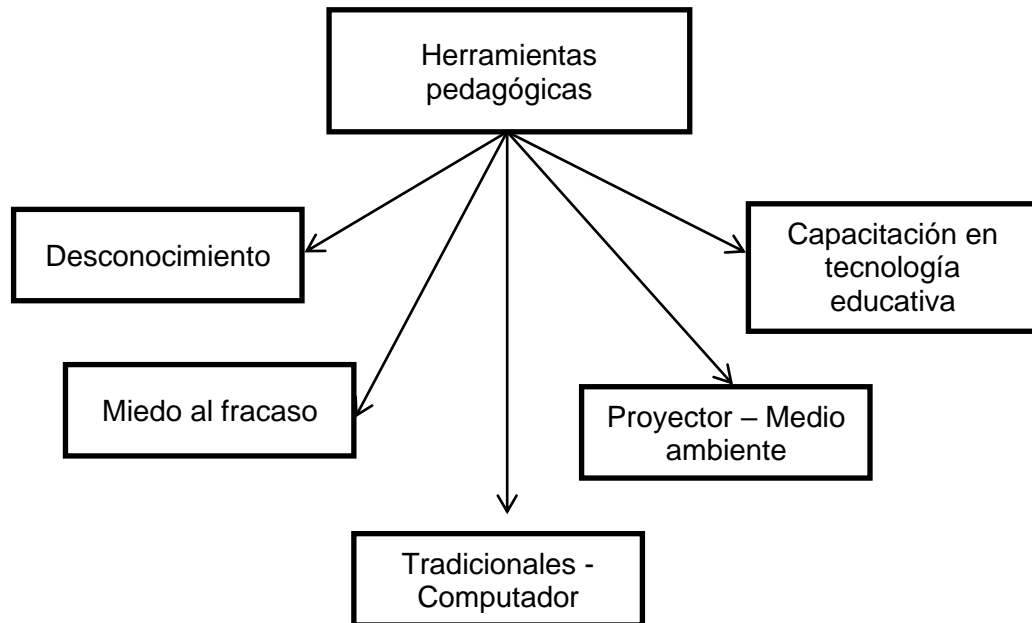 Herramientas
pedagógicas
Desconocimiento
Capacitación en
tecnología
educativa
Miedo al fracaso
Proyector – Medio
ambiente
Tradicionales -
Computador